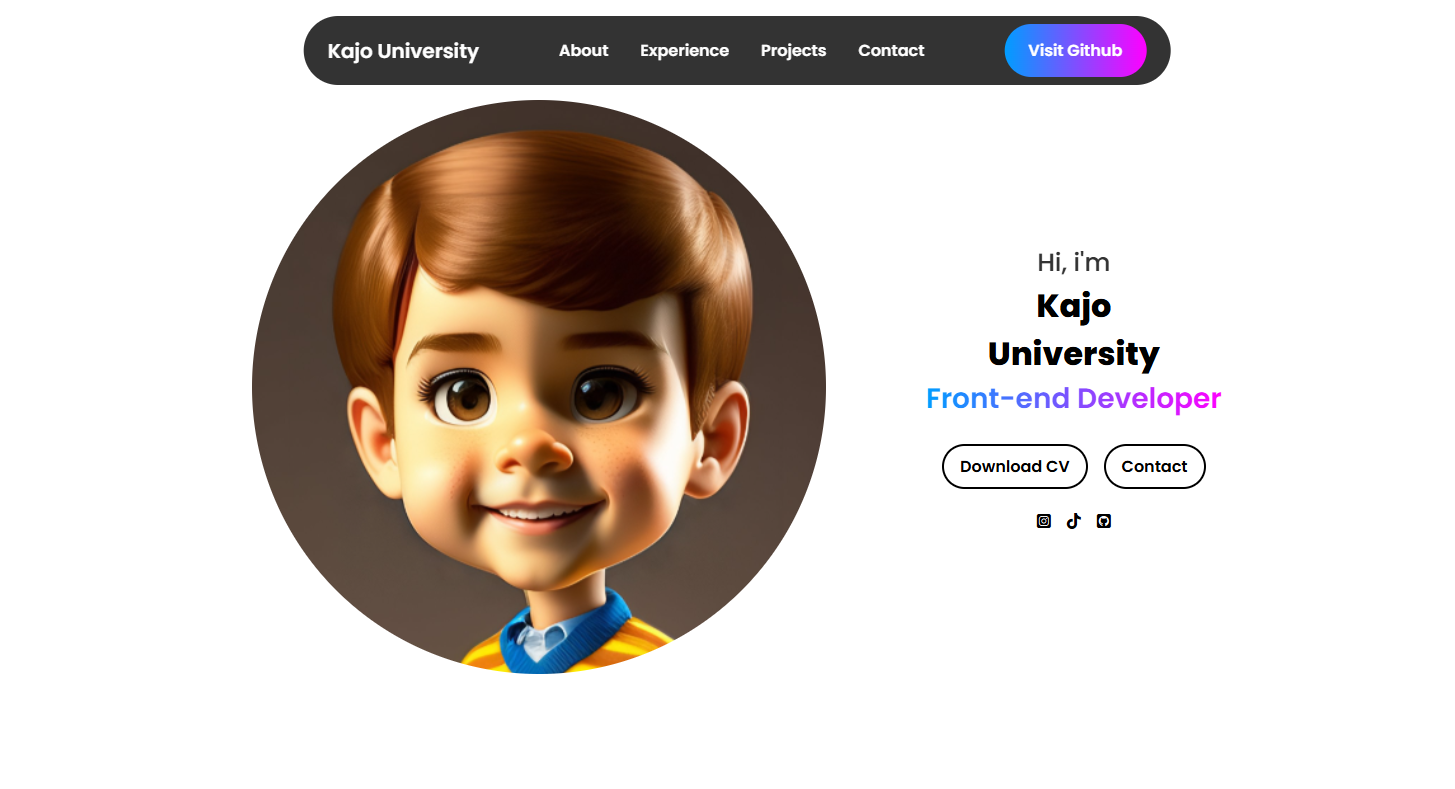 Kajo University About Experience Projects Contact Visit Github
Hi, i'm
Kajo
University
Front-end Developer
Download CV Contact